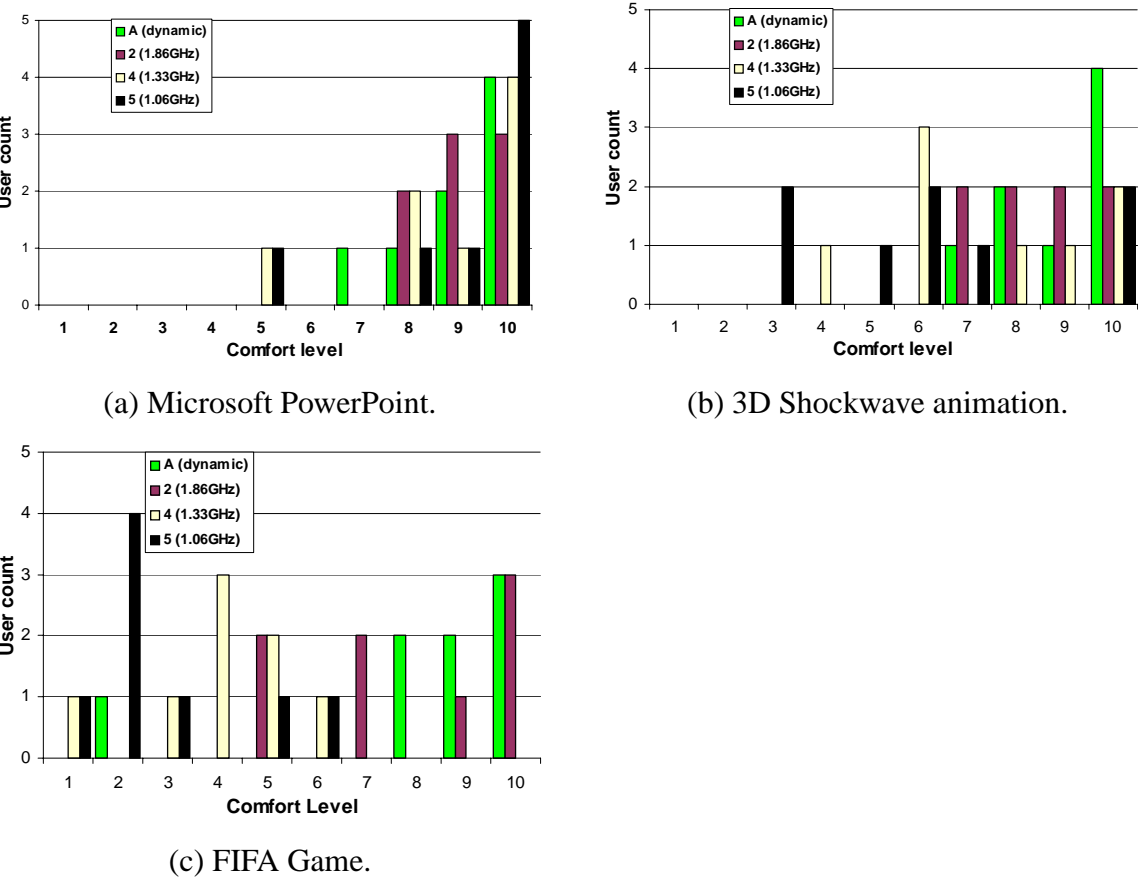 5
4
3
2
1
0
User count
A (dynamic)
2 (1.86GHz)
4 (1.33GHz)
5 (1.06GHz)
1 2 3 4 5 6 7 8 9 10
Comfort level
(a) Microsoft PowerPoint.
5
4
3
2
1
0
User count
A (dynamic)
2 (1.86GHz)
4 (1.33GHz)
5 (1.06GHz)
1 2 3 4 5 6 7 8 9 10
Comfort level
(b) 3D Shockwave animation.
5
4
3
2
1
0
User count
A (dynamic)
2 (1.86GHz)
4 (1.33GHz)
5 (1.06GHz)
1 2 3 4 5 6 7 8 9 10
Comfort Level
(c) FIFA Game.